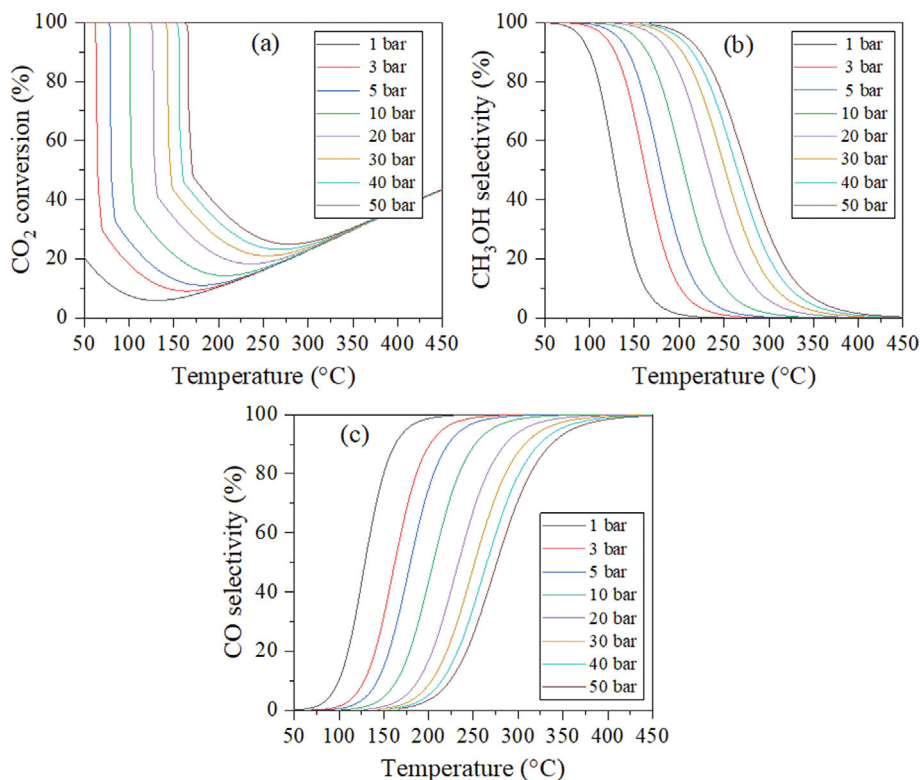 (a)
CO₂ conversion (%)
100
80
60
40
20
0
1 bar
3 bar
5 bar
10 bar
20 bar
30 bar
40 bar
50 bar
50 100 150 200 250 300 350 400 450
Temperature (°C)
(b)
CH₃OH selectivity (%)
100
80
60
40
20
0
1 bar
3 bar
5 bar
10 bar
20 bar
30 bar
40 bar
50 bar
50 100 150 200 250 300 350 400 450
Temperature (°C)
(c)
CO selectivity (%)
100
80
60
40
20
0
1 bar
3 bar
5 bar
10 bar
20 bar
30 bar
40 bar
50 bar
50 100 150 200 250 300 350 400 450
Temperature (°C)